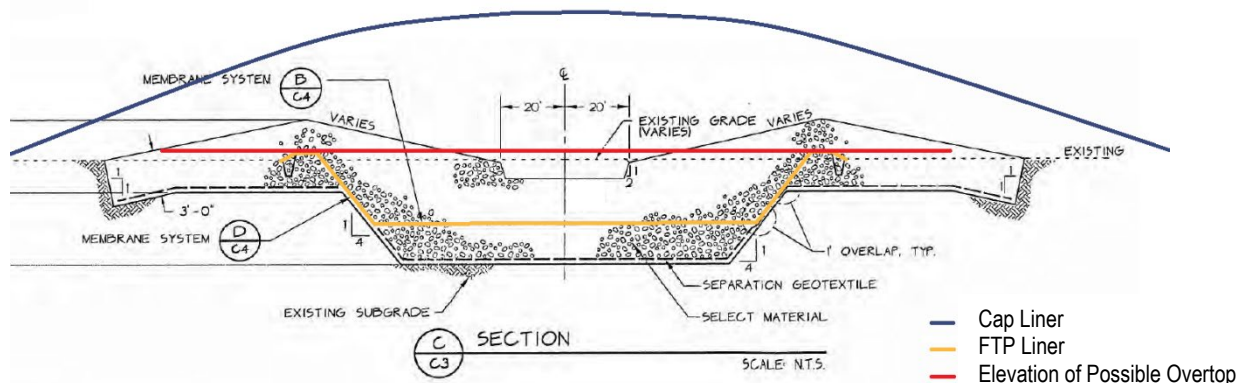 MEMBRANE SYSTEM
B
C4
VARIES
20'
℄
20'
EXISTING GRADE
(VARIES)
VARIES
EXISTING
1
1
3'-0"
MEMBRANE SYSTEM
D
C4
1
4
1
2
1
1
1' OVERLAP, TYP.
1
4
SEPARATION GEOTEXTILE
EXISTING SUBGRADE
SELECT MATERIAL
C
C3
SECTION
SCALE: N.T.S.
Cap Liner
FTP Liner
Elevation of Possible Overtop